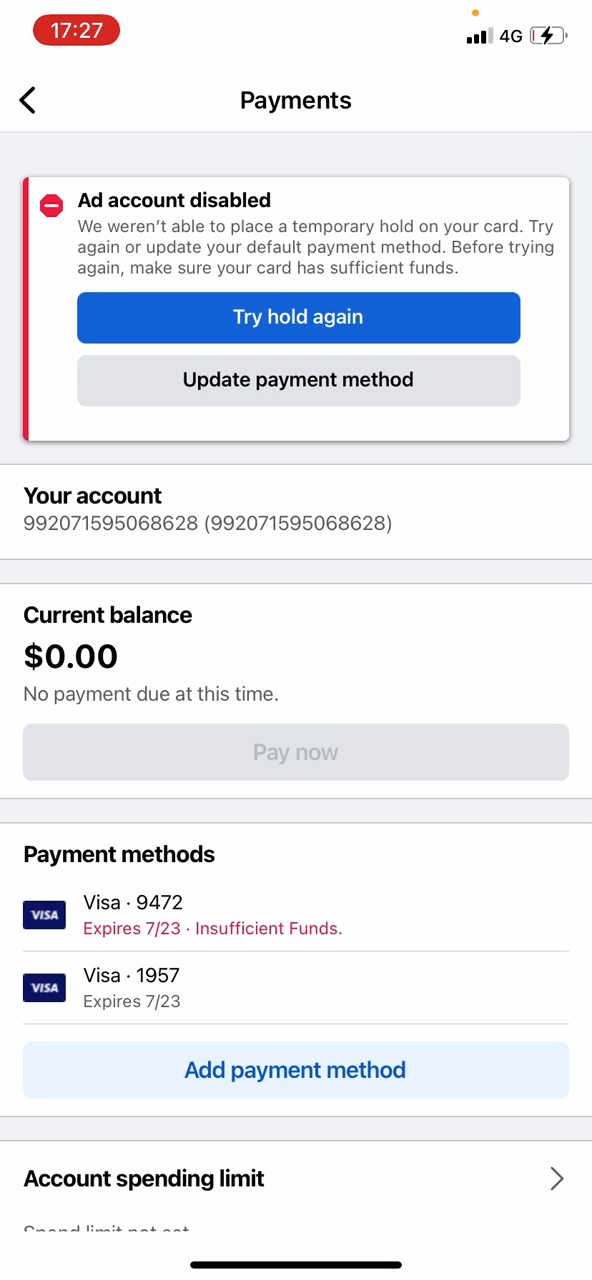 17:27
4G
Payments
Ad account disabled
We weren't able to place a temporary hold on your card. Try
again or update your default payment method. Before trying
again, make sure your card has sufficient funds.
Try hold again
Update payment method
Your account
992071595068628 (992071595068628)
Current balance
$0.00
No payment due at this time.
Pay now
Payment methods
VISA
Visa · 9472
Expires 7/23 · Insufficient Funds.
VISA
Visa · 1957
Expires 7/23
Add payment method
Account spending limit
Spend limit not set